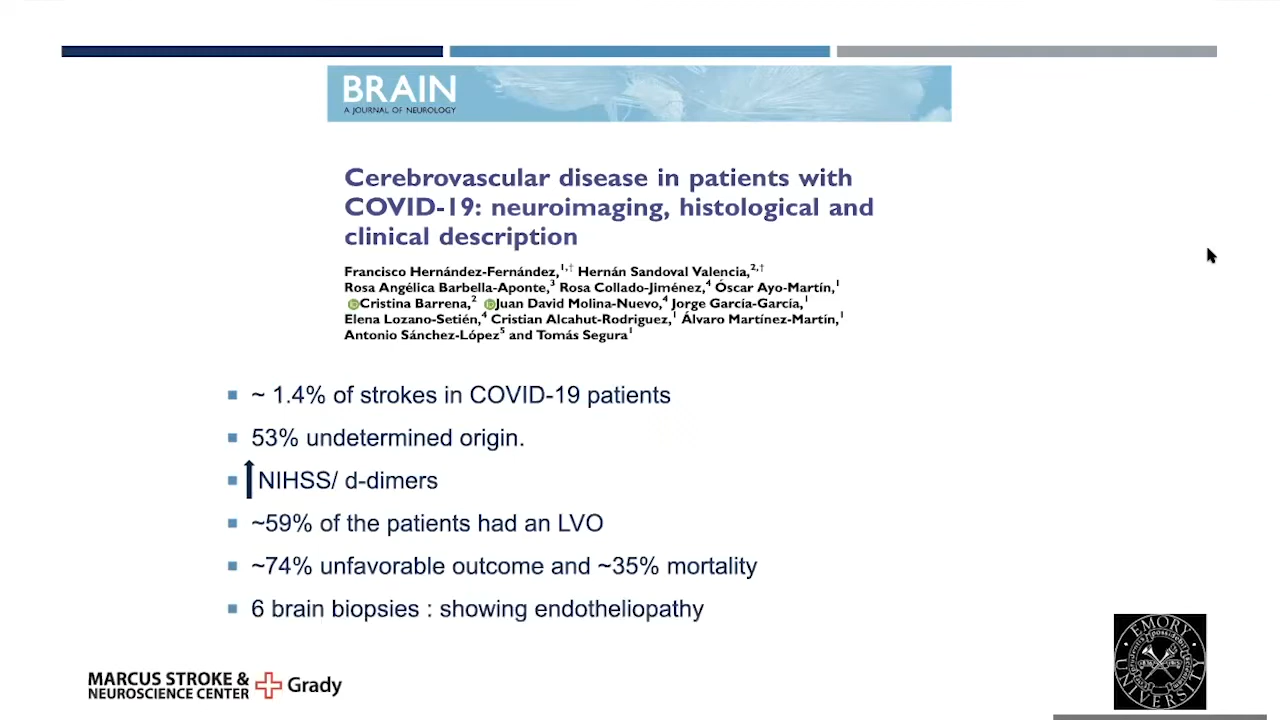 BRAIN
A JOURNAL OF NEUROLOGY
Cerebrovascular disease in patients with
COVID-19: neuroimaging, histological and
clinical description
Francisco Hernández-Fernández,1,† Hernán Sandoval Valencia,2,†
Rosa Angélica Barbella-Aponte,3 Rosa Collado-Jiménez,4 Óscar Ayo-Martín,1
Cristina Barrena,2 Juan David Molina-Nuevo,4 Jorge García-García,1
Elena Lozano-Setién,4 Cristian Alcahut-Rodriguez,1 Álvaro Martínez-Martín,1
Antonio Sánchez-López5 and Tomás Segura1
~ 1.4% of strokes in COVID-19 patients
53% undetermined origin.
NIHSS/ d-dimers
~59% of the patients had an LVO
~74% unfavorable outcome and ~35% mortality
6 brain biopsies : showing endotheliopathy
MARCUS STROKE &
NEUROSCIENCE CENTER
Grady
EMORY
UNIVERSITY